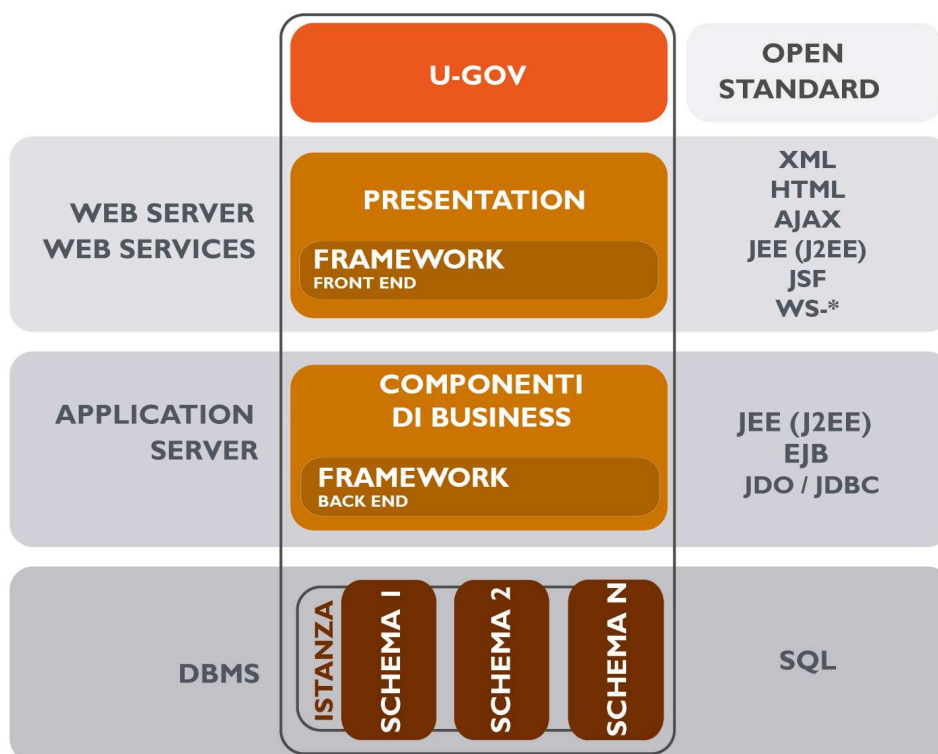 U-GOV
OPEN
STANDARD
WEB SERVER
WEB SERVICES
PRESENTATION
FRAMEWORK
FRONT END
XML
HTML
AJAX
JEE (J2EE)
JSF
WS-*
APPLICATION
SERVER
COMPONENTI
DI BUSINESS
FRAMEWORK
BACK END
JEE (J2EE)
EJB
JDO / JDBC
DBMS
ISTANZA
SCHEMA 1
SCHEMA 2
SCHEMA N
SQL